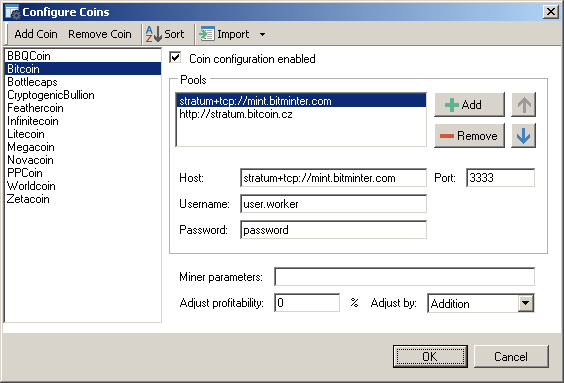 Configure Coins
Add Coin Remove Coin Sort Import
BBQCoin
Bitcoin
Bottlecaps
CryptogenicBullion
Feathercoin
Infinitecoin
Litecoin
Megacoin
Novacoin
PPCoin
Worldcoin
Zetacoin
Coin configuration enabled
Pools
stratum+tcp://mint.bitminter.com
http://stratum.bitcoin.cz
Add
Remove
Host: stratum+tcp://mint.bitminter.com Port: 3333
Username: user.worker
Password: password
Miner parameters:
Adjust profitability: 0 % Adjust by: Addition
OK Cancel